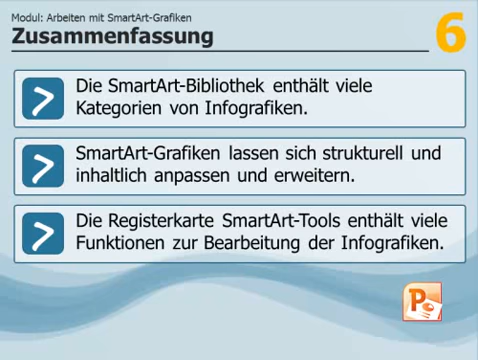 Modul: Arbeiten mit SmartArt-Grafiken
Zusammenfassung
6
Die SmartArt-Bibliothek enthält viele
Kategorien von Infografiken.
SmartArt-Grafiken lassen sich strukturell und
inhaltlich anpassen und erweitern.
Die Registerkarte SmartArt-Tools enthält viele
Funktionen zur Bearbeitung der Infografiken.
P